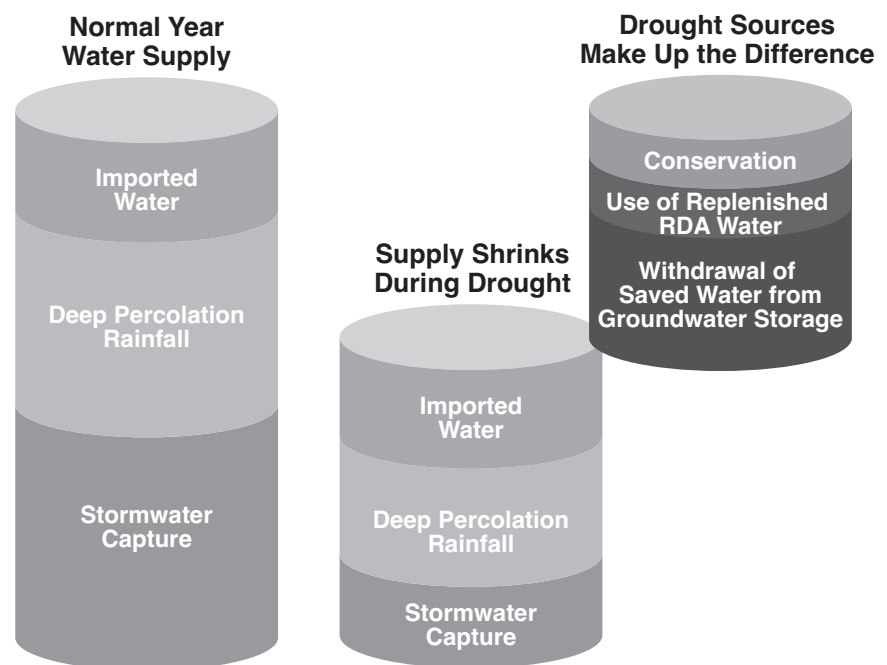 Normal Year
Water Supply
Imported
Water
Deep Percolation
Rainfall
Stormwater
Capture
Supply Shrinks
During Drought
Imported
Water
Deep Percolation
Rainfall
Stormwater
Capture
Drought Sources
Make Up the Difference
Conservation
Use of Replenished
RDA Water
Withdrawal of
Saved Water from
Groundwater Storage